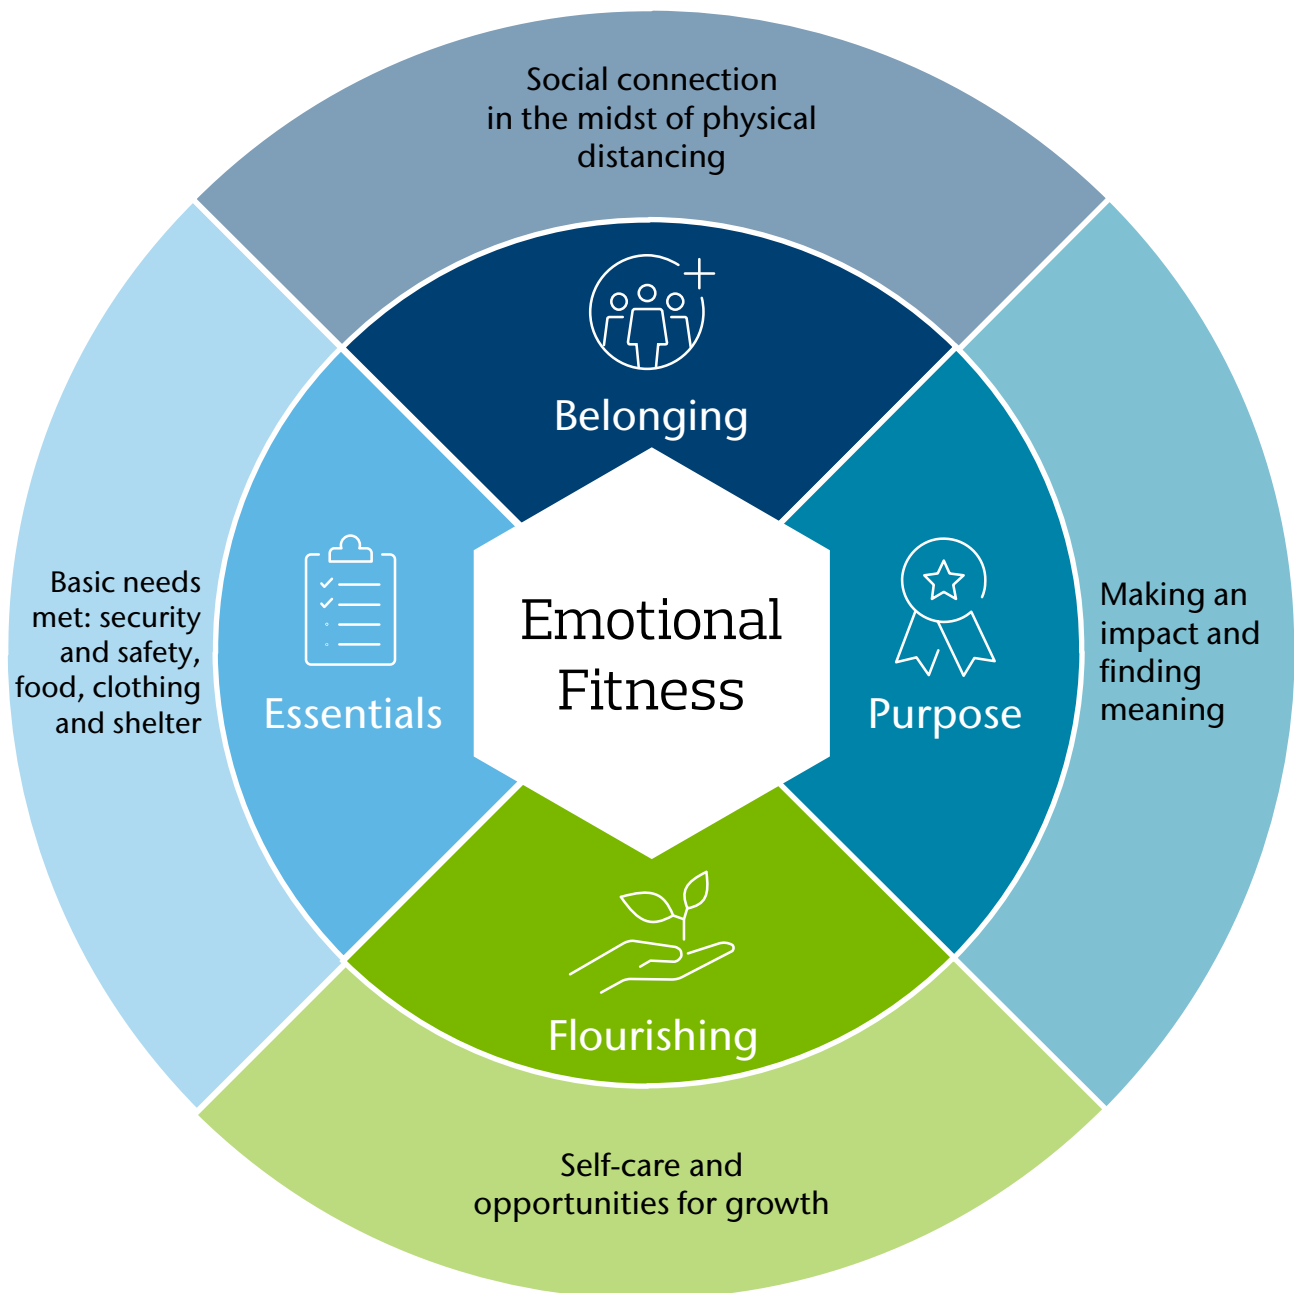 Social connection
in the midst of physical
distancing
Belonging
Basic needs
met: security
and safety,
food, clothing
and shelter
Essentials
Emotional
Fitness
Purpose
Making an
impact and
finding
meaning
Flourishing
Self-care and
opportunities for growth